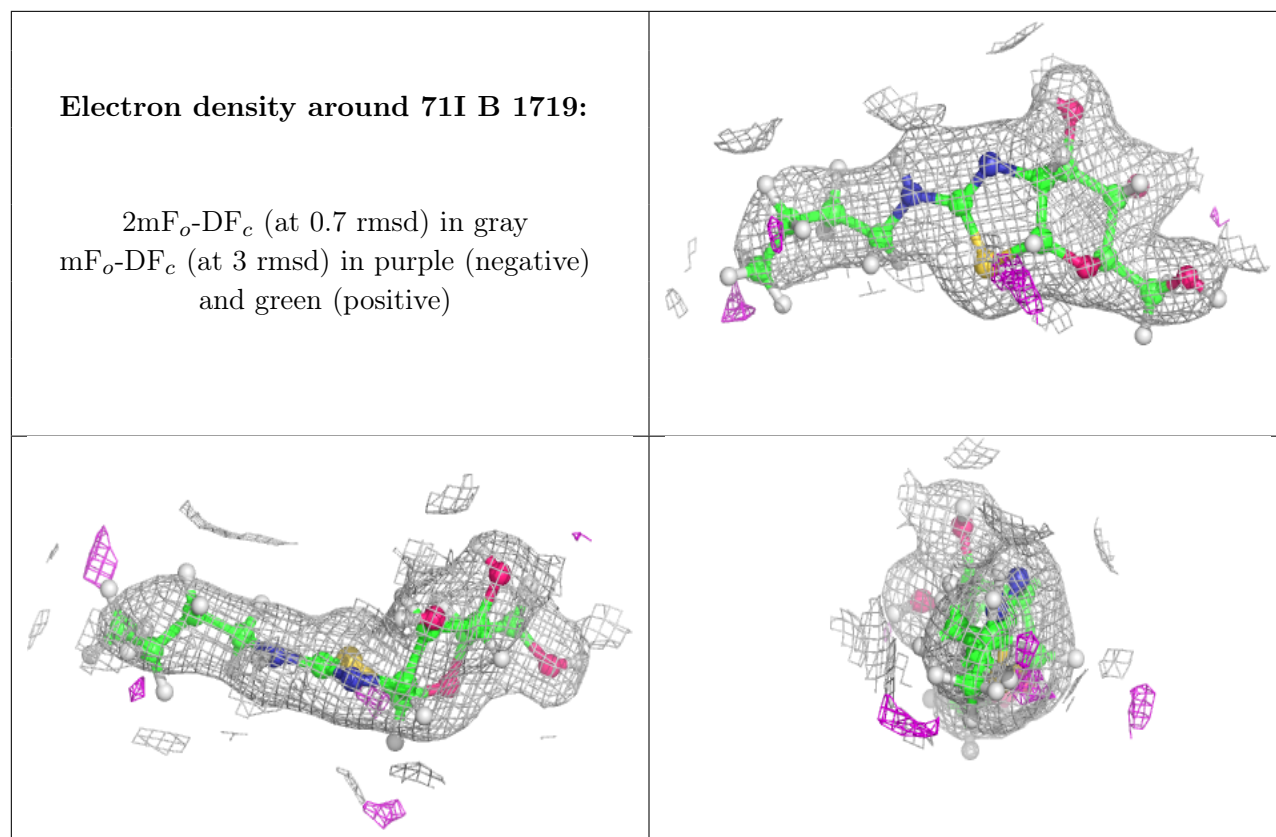 Electron density around 71I B 1719:
2mFo-DFc (at 0.7 rmsd) in gray
mFo-DFc (at 3 rmsd) in purple (negative)
and green (positive)